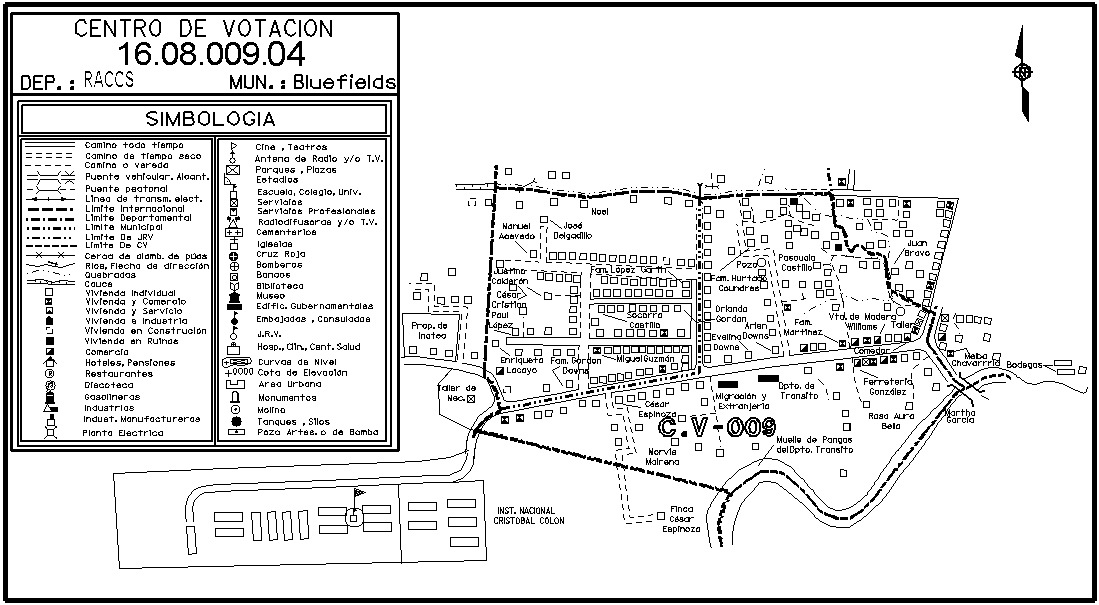 CENTRO DE VOTACION
16.08.009.04
DEP.: RACCS MUN.: Bluefields
SIMBOLOGIA
Camino todo tiempo
Camino de tiempo seco
Camino o vereda
Puente vehicular. Alcant.
Puente peatonal
Linea de transm. elect.
Limite Internacional
Limite Departamental
Limite Municipal
Limite De JRV
Limite De CV
Cerca de alamb. de púas
Rios, Flecha de dirección
Quebradas
Cauce
Vivienda Individual
Vivienda y Comercio
Vivienda y Servicio
Vivienda e Industria
Vivienda en Construción
Vivienda en Ruinas
Comercio
Hoteles, Pensiones
Restaurantes
Discoteca
Gasolineras
Industrias
Indust. Manufactureras
Planta Electrica
Cine , Teatros
Antena de Radio y/o T.V.
Parques , Plazas
Estadios
Escuela, Colegio, Univ.
Servicios
Servicios Profesionales
Radiodifusoras y/o T.V.
Cementerios
Iglesias
Cruz Roja
Bomberos
Bancos
Biblioteca
Museo
Edific. Gubernamentales
Embajadas , Consulados
J.R.V.
Hosp., Clin., Cent. Salud
Curvas de Nivel
+0000 Cota de Elevación
Area Urbana
Monumentos
Molino
Tanques , Silos
Pozo Artes. o de Bomba
Noel
Manuel
Acevedo
José
Delgadillo
Juan
Bravo
Pascuala
Castillo
Pozo
Justina
Calderón
Fam. López Garth
Fam. Hurtado
Coundres
César
Cristian
Paul
López
Socorro
Castillo
Orlando
Gordon
Arlen
Downs
Evelina
Downs
Fam.
Martínez
Vta. de Madera
Williams
Taller
Prop. de
Inatec
Enriqueta
Lacayo
Fam. Gordon
Downs
Miguel Guzmán
Comedor
Melba
Chavarría
Bodegas
Taller de
Mec.
César
Espinoza
Migración y
Extranjería
Dpto. de
Transito
Ferretería
González
Rosa Aura
Bella
Martha
García
C.V-009
Norvis
Mairena
Muelle de Pangas
del Dpto. Transito
Finca
César
Espinoza
INST. NACIONAL
CRISTOBAL COLON